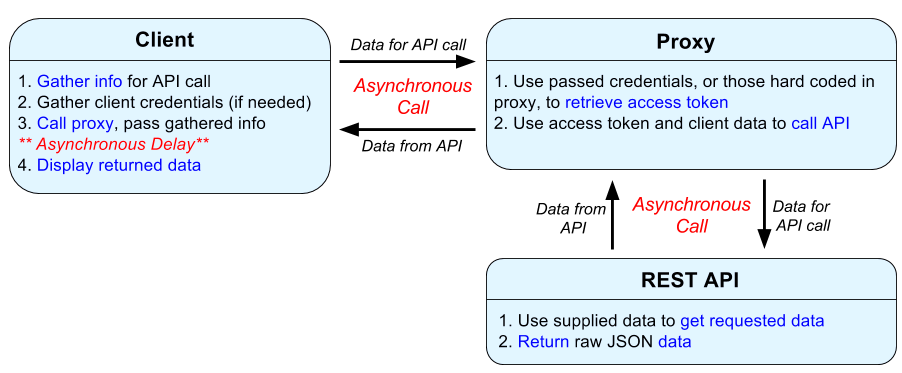 Client
1. Gather info for API call
2. Gather client credentials (if needed)
3. Call proxy, pass gathered info
** Asynchronous Delay**
4. Display returned data
Data for API call
Asynchronous
Call
Data from API
Proxy
1. Use passed credentials, or those hard coded in
proxy, to retrieve access token
2. Use access token and client data to call API
Data from
API
Asynchronous
Call
Data for
API call
REST API
1. Use supplied data to get requested data
2. Return raw JSON data